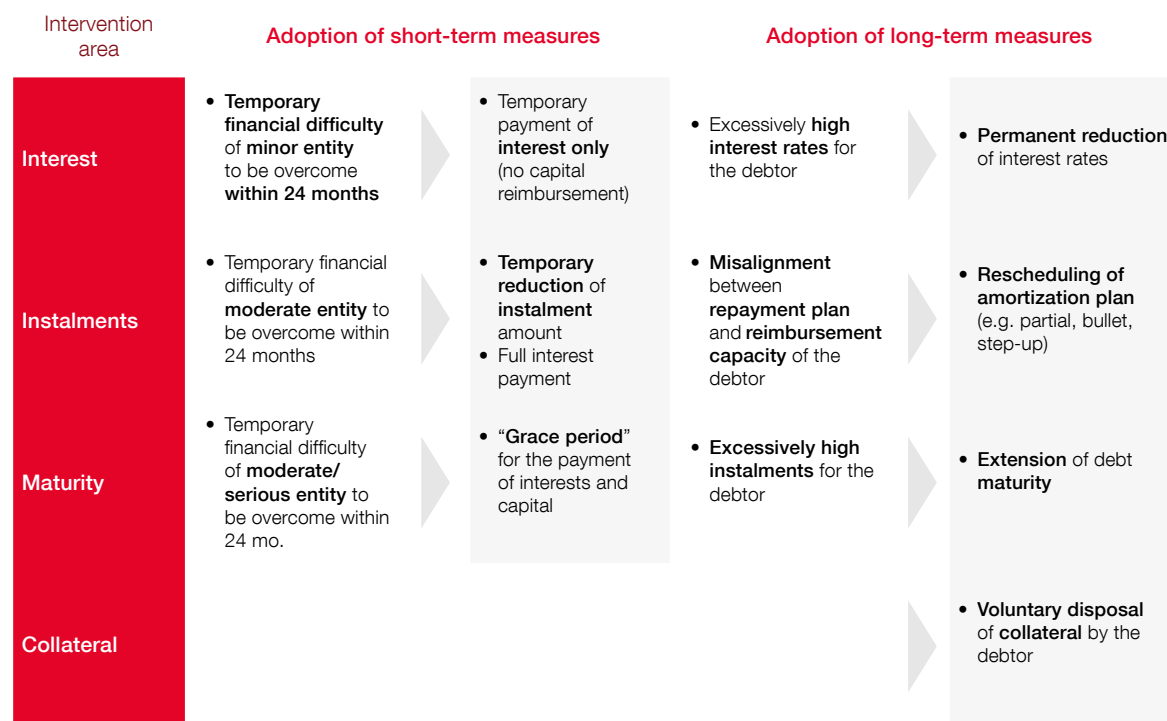 Intervention
area
Adoption of short-term measures
Adoption of long-term measures
Interest
• Temporary
financial difficulty
of minor entity
to be overcome
within 24 months
• Temporary
payment of
interest only
(no capital
reimbursement)
• Excessively high
interest rates for
the debtor
• Permanent reduction
of interest rates
Instalments
• Temporary financial
difficulty of
moderate entity to
be overcome within
24 months
• Temporary
reduction of
instalment
amount
• Full interest
payment
• Misalignment
between
repayment plan
and reimbursement
capacity of the
debtor
• Rescheduling of
amortization plan
(e.g. partial, bullet,
step-up)
Maturity
• Temporary
financial difficulty
of moderate/
serious entity to
be overcome within
24 mo.
• “Grace period”
for the payment
of interests and
capital
• Excessively high
instalments for the
debtor
• Extension of debt
maturity
Collateral
• Voluntary disposal
of collateral by the
debtor